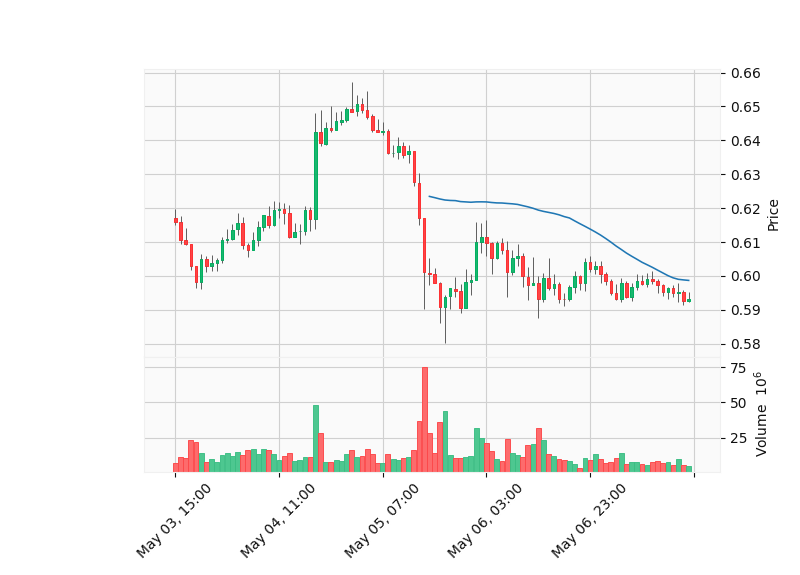 0.66
0.65
0.64
0.63
0.62
0.61
0.60
0.59
0.58
Price
75
50
25
Volume 10^6
May 03, 15:00
May 04, 11:00
May 05, 07:00
May 06, 03:00
May 06, 23:00